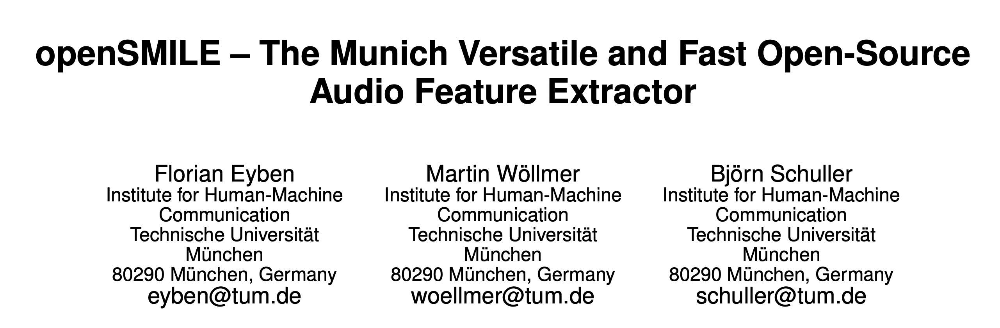 openSMILE – The Munich Versatile and Fast Open-Source
Audio Feature Extractor
Florian Eyben
Institute for Human-Machine
Communication
Technische Universität
München
80290 München, Germany
eyben@tum.de
Martin Wöllmer
Institute for Human-Machine
Communication
Technische Universität
München
80290 München, Germany
woellmer@tum.de
Björn Schuller
Institute for Human-Machine
Communication
Technische Universität
München
80290 München, Germany
schuller@tum.de